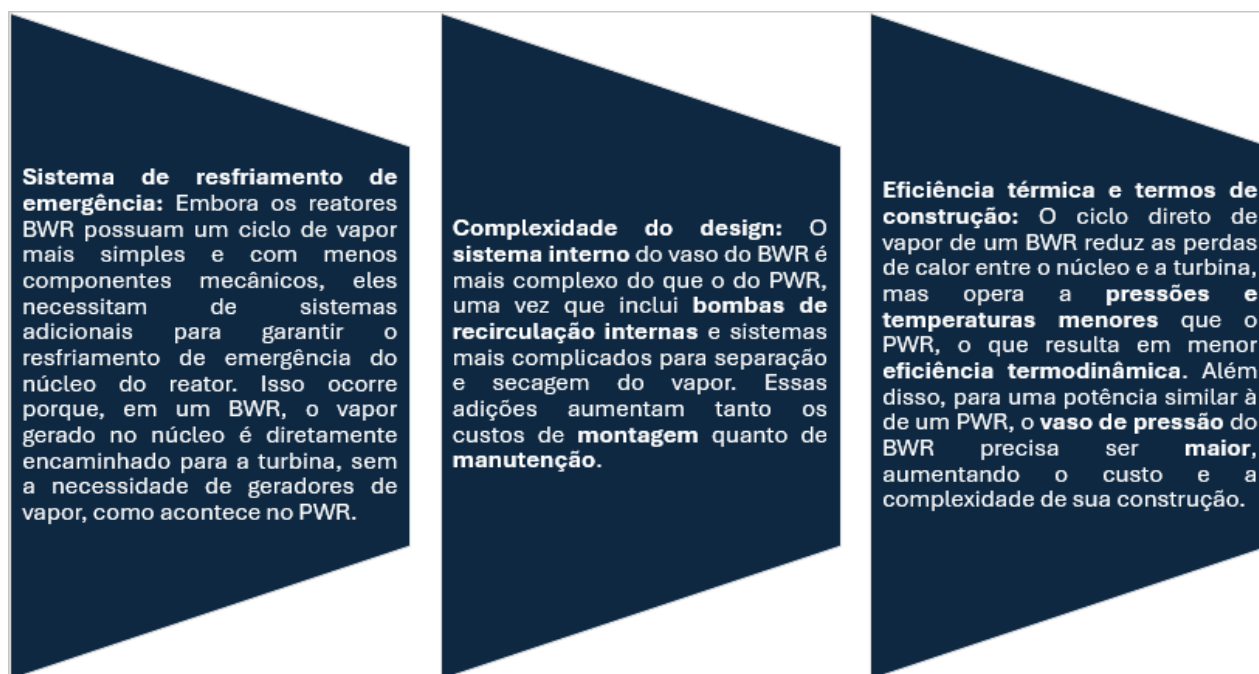 Sistema de resfriamento de
emergência: Embora os reatores
BWR possuam um ciclo de vapor
mais simples e com menos
componentes mecânicos, eles
necessitam de sistemas
adicionais para garantir o
resfriamento de emergência do
núcleo do reator. Isso ocorre
porque, em um BWR, o vapor
gerado no núcleo é diretamente
encaminhado para a turbina, sem
a necessidade de geradores de
vapor, como acontece no PWR.
Complexidade do design: O
sistema interno do vaso do BWR é
mais complexo do que o do PWR,
uma vez que inclui bombas de
recirculação internas e sistemas
mais complicados para separação
e secagem do vapor. Essas
adições aumentam tanto os
custos de montagem quanto de
manutenção.
Eficiência térmica e termos de
construção: O ciclo direto de
vapor de um BWR reduz as perdas
de calor entre o núcleo e a turbina,
mas opera a pressões e
temperaturas menores que o
PWR, o que resulta em menor
eficiência termodinâmica. Além
disso, para uma potência similar à
de um PWR, o vaso de pressão do
BWR precisa ser maior,
aumentando o custo e a
complexidade de sua construção.